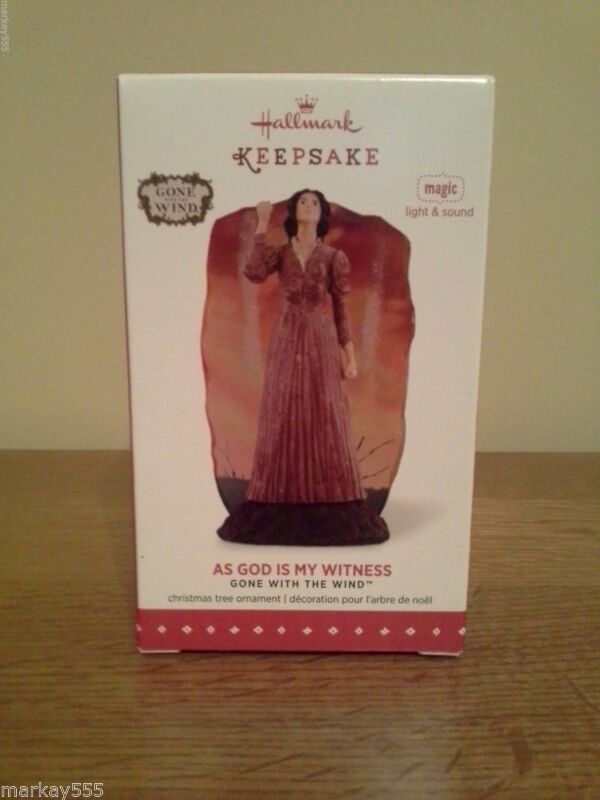 markay555
Hallmark
KEEPSAKE
GONE
WITH THE
WIND
magic
light & sound
AS GOD IS MY WITNESS
GONE WITH THE WIND™
christmas tree ornament | décoration pour l'arbre de noël
markay555